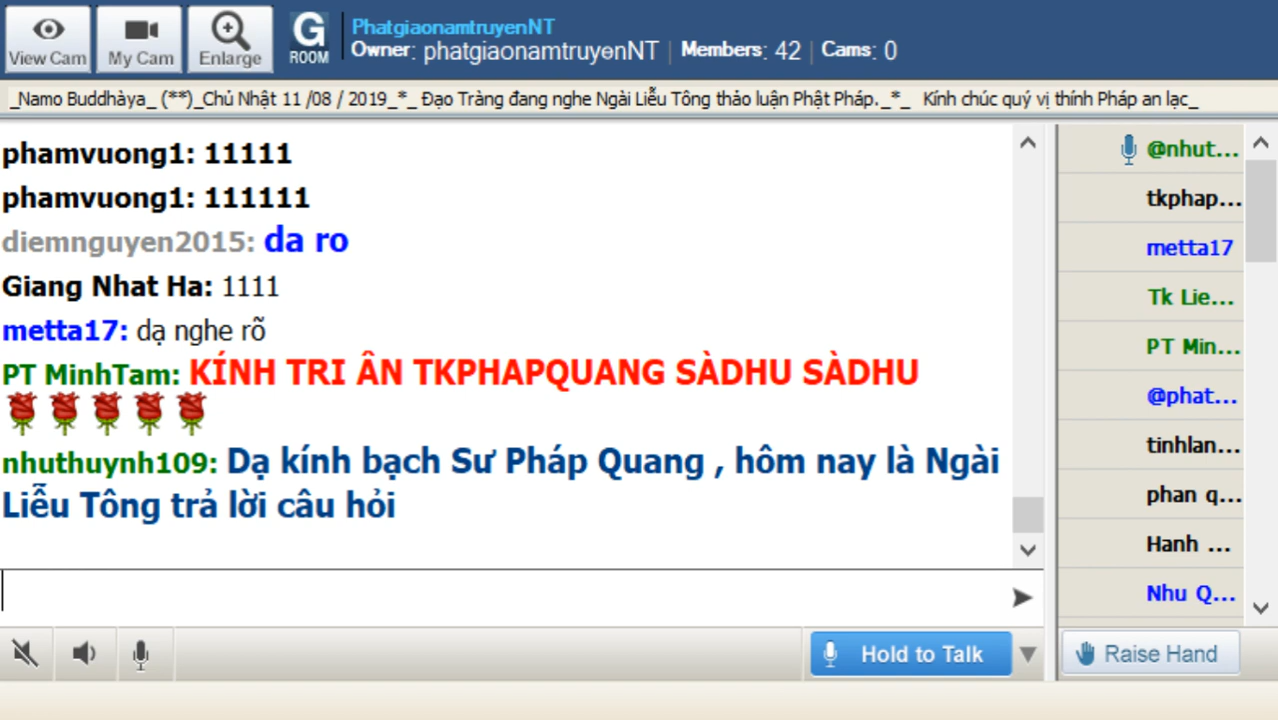 View Cam
My Cam
Enlarge
G
ROOM
PhatgiaonamtruyenNT
Owner: phatgiaonamtruyenNT | Members: 42 | Cams: 0
_Namo Buddhàya_ (**)_Chủ Nhật 11 /08 / 2019_*_ Đạo Tràng đang nghe Ngài Liễu Tông thảo luận Phật Pháp._*_ Kính chúc quý vị thính Pháp an lạc_
phamvuong1: 11111
phamvuong1: 111111
diemnguyen2015: da ro
Giang Nhat Ha: 1111
metta17: dạ nghe rõ
PT MinhTam: KÍNH TRI ÂN TKPHAPQUANG SÀDHU SÀDHU
nhuthuynh109: Dạ kính bạch Sư Pháp Quang , hôm nay là Ngài
Liễu Tông trả lời câu hỏi
@nhut...
tkphap...
metta17
Tk Lie...
PT Min...
@phat...
tinhlan...
phan q...
Hanh ...
Nhu Q...
Hold to Talk
Raise Hand